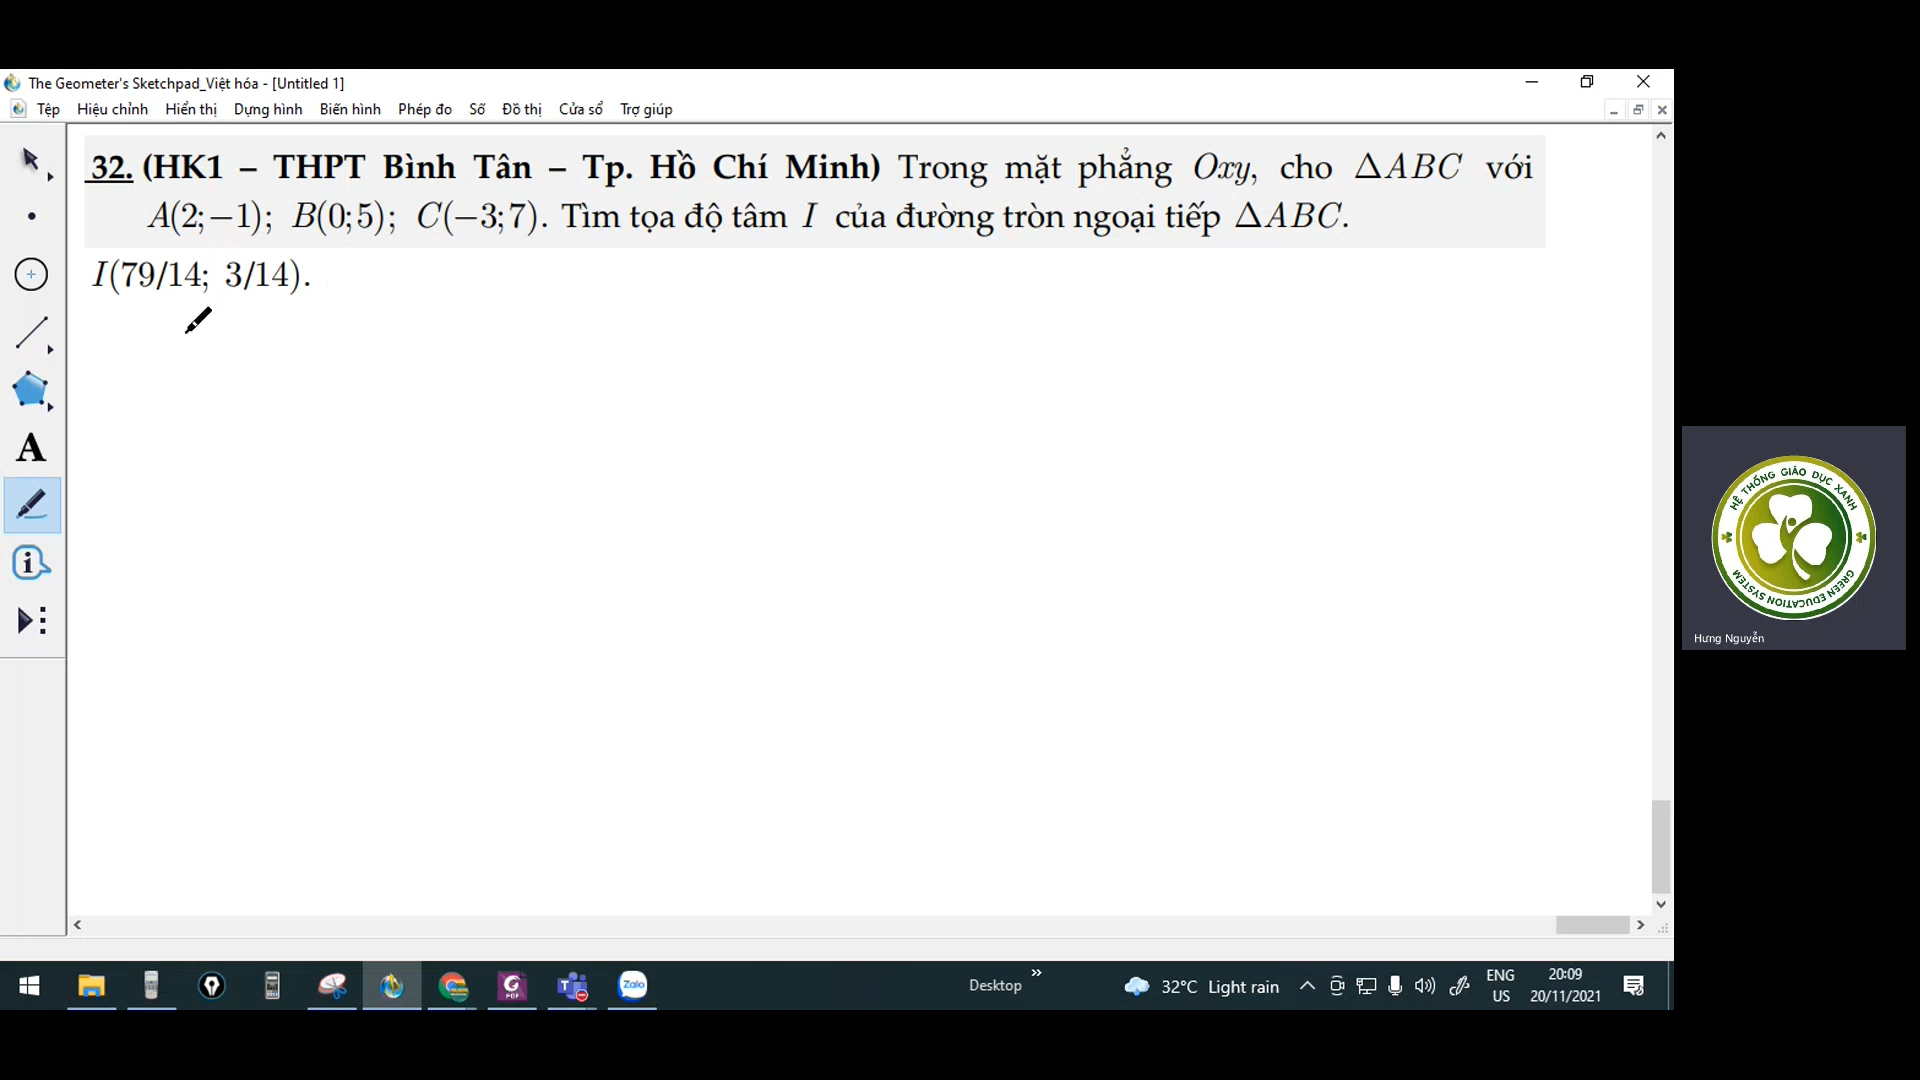 The Geometer's Sketchpad_Việt hóa - [Untitled 1]
Tệp Hiệu chỉnh Hiển thị Dựng hình Biến hình Phép đo Số Đồ thị Cửa sổ Trợ giúp
32. (HK1 – THPT Bình Tân – Tp. Hồ Chí Minh) Trong mặt phẳng Oxy, cho ΔABC với
A(2;−1); B(0;5); C(−3;7). Tìm tọa độ tâm I của đường tròn ngoại tiếp ΔABC.
I(79/14; 3/14).
A
HỆ THỐNG GIÁO DỤC XANH
GREEN EDUCATION SYSTEM
Hưng Nguyễn
Desktop
32°C Light rain
ENG
US
20:09
20/11/2021
PDF
T
Zalo